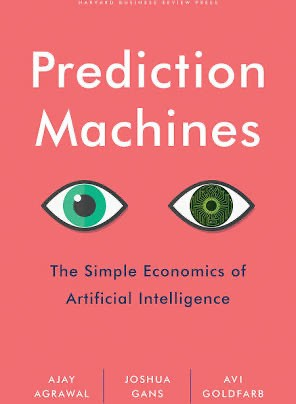 HARVARD BUSINESS REVIEW PRESS
Prediction
Machines
The Simple Economics of
Artificial Intelligence
AJAY
AGRAWAL
JOSHUA
GANS
AVI
GOLDFARB